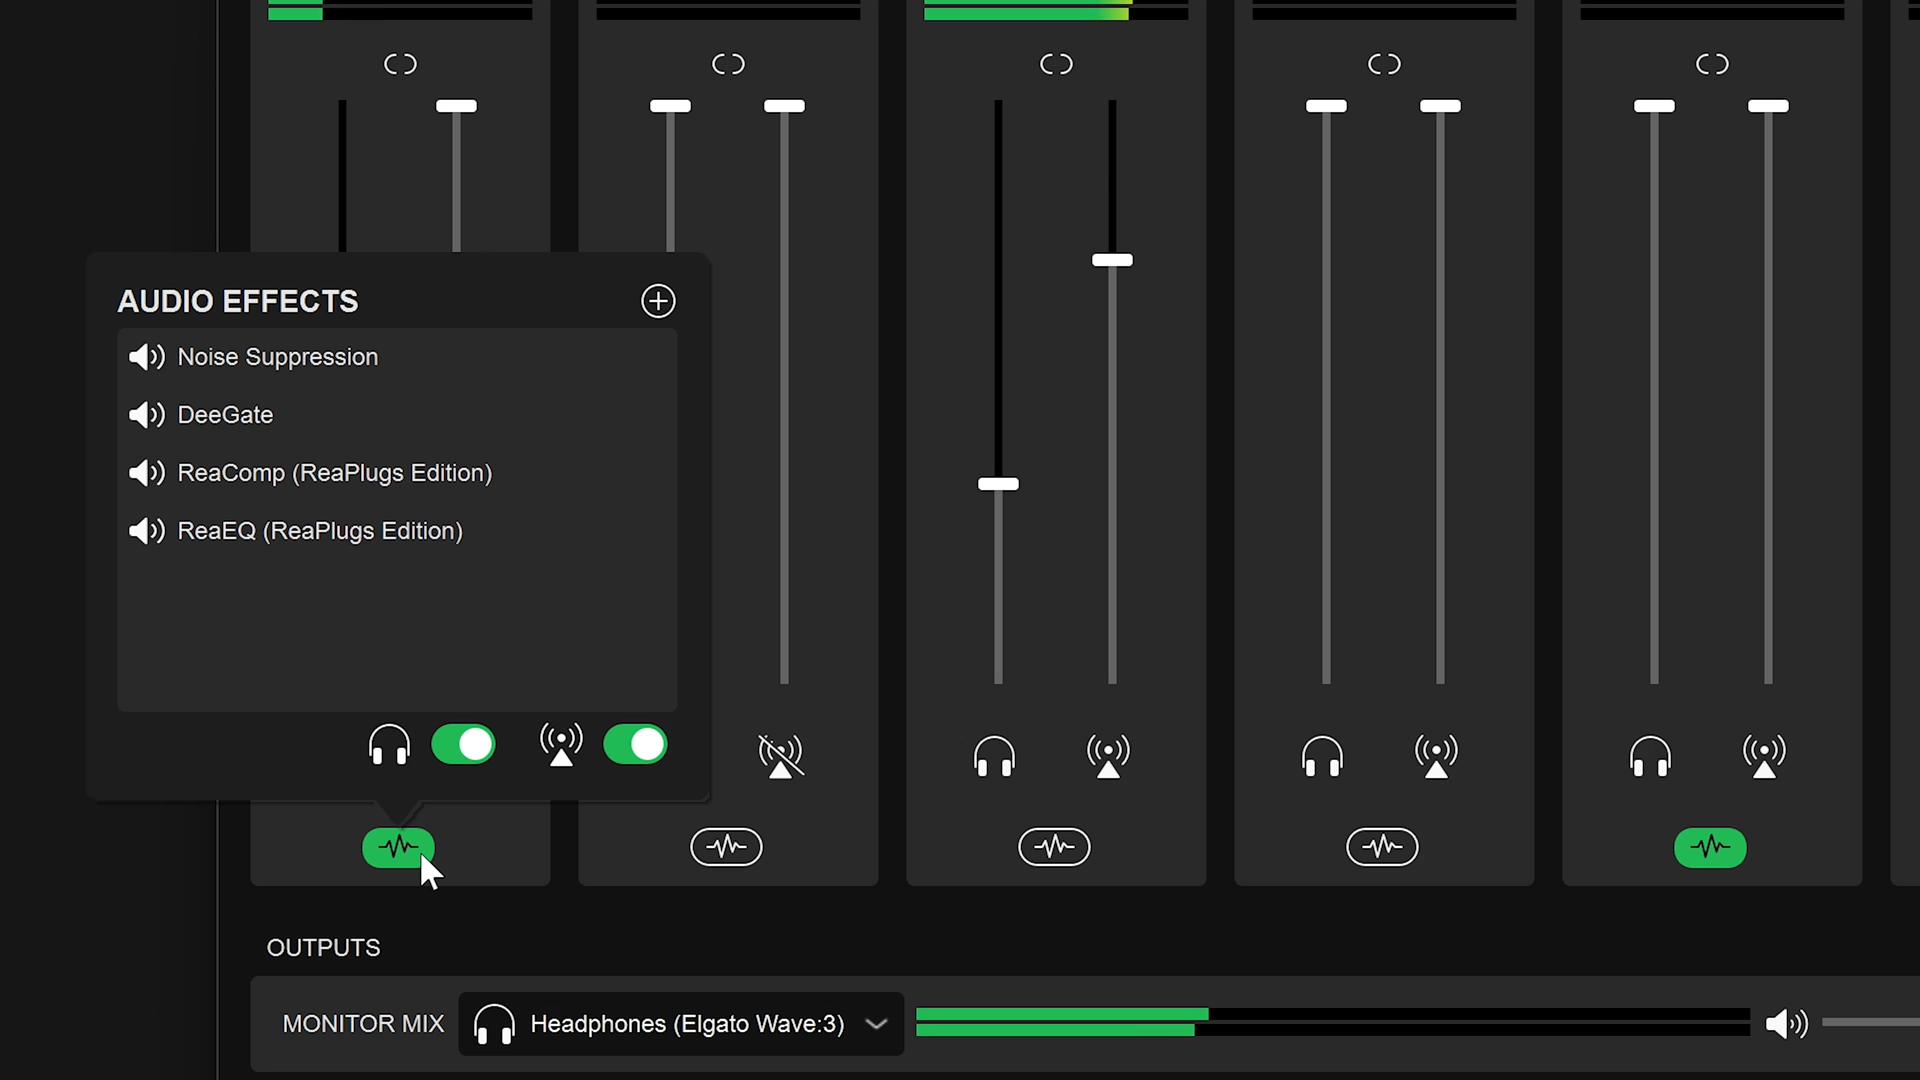 AUDIO EFFECTS
Noise Suppression
DeeGate
ReaComp (ReaPlugs Edition)
ReaEQ (ReaPlugs Edition)
OUTPUTS
MONITOR MIX
Headphones (Elgato Wave:3)